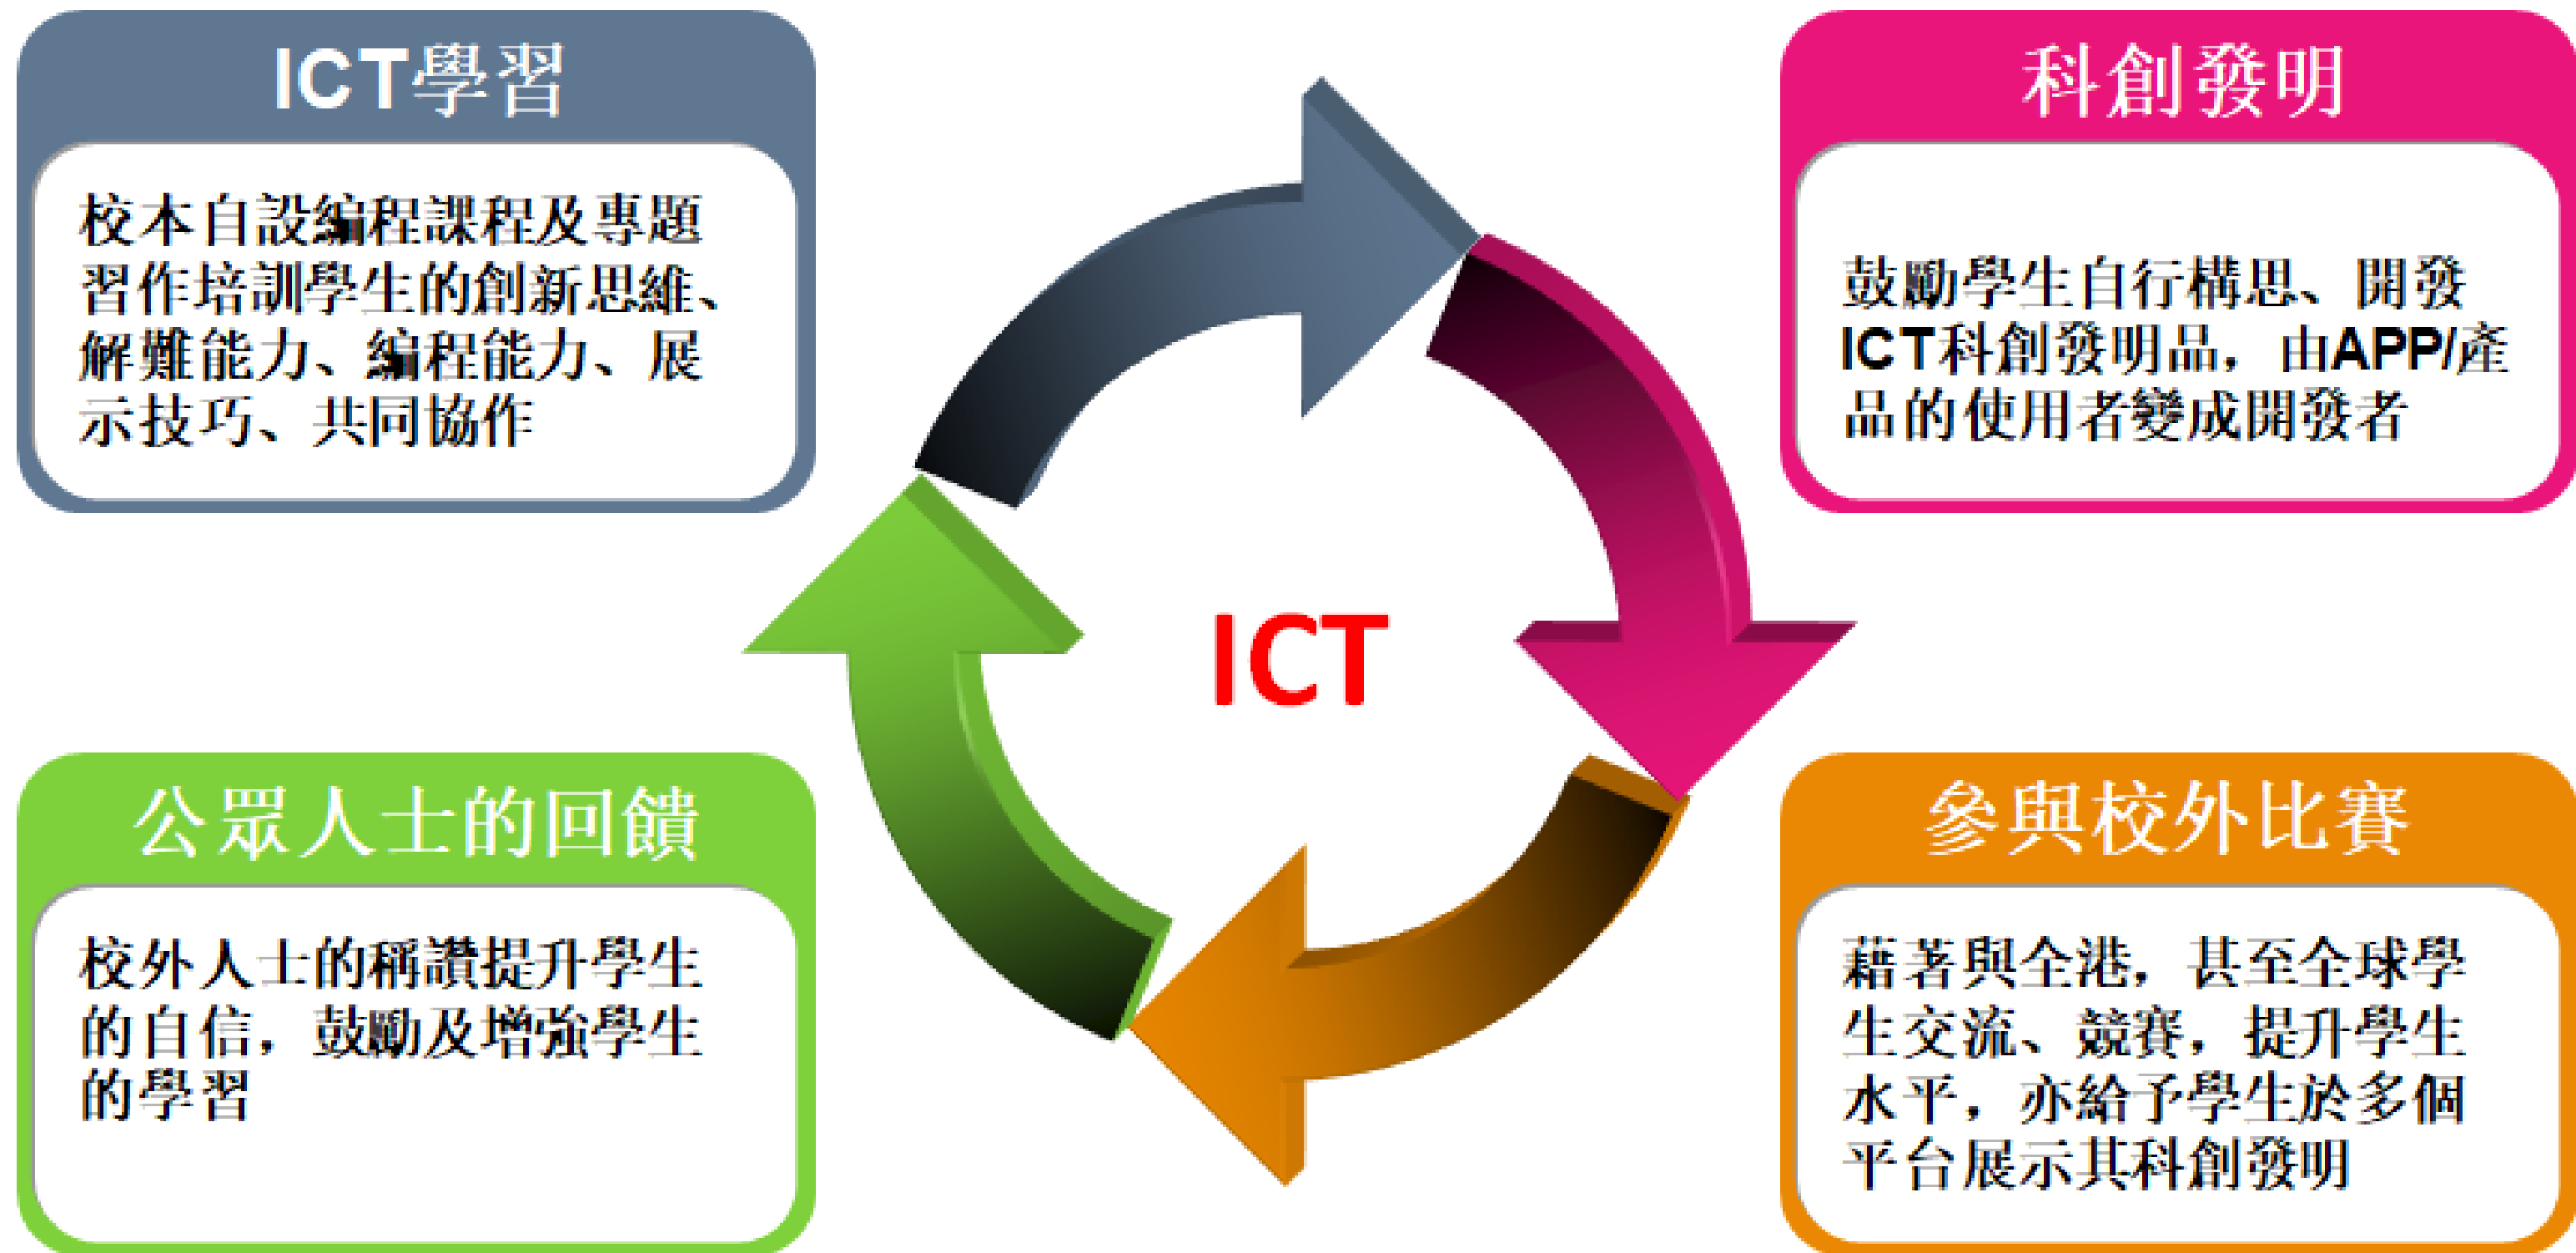 ICT學習
校本自設編程課程及專題
習作培訓學生的創新思維、
解難能力、編程能力、展
示技巧、共同協作
科創發明
鼓勵學生自行構思、開發
ICT科創發明品，由APP/產
品的使用者變成開發者
ICT
公眾人士的回饋
校外人士的稱讚提升學生
的自信，鼓勵及增強學生
的學習
參與校外比賽
藉著與全港，甚至全球學
生交流、競賽，提升學生
水平，亦給予學生於多個
平台展示其科創發明